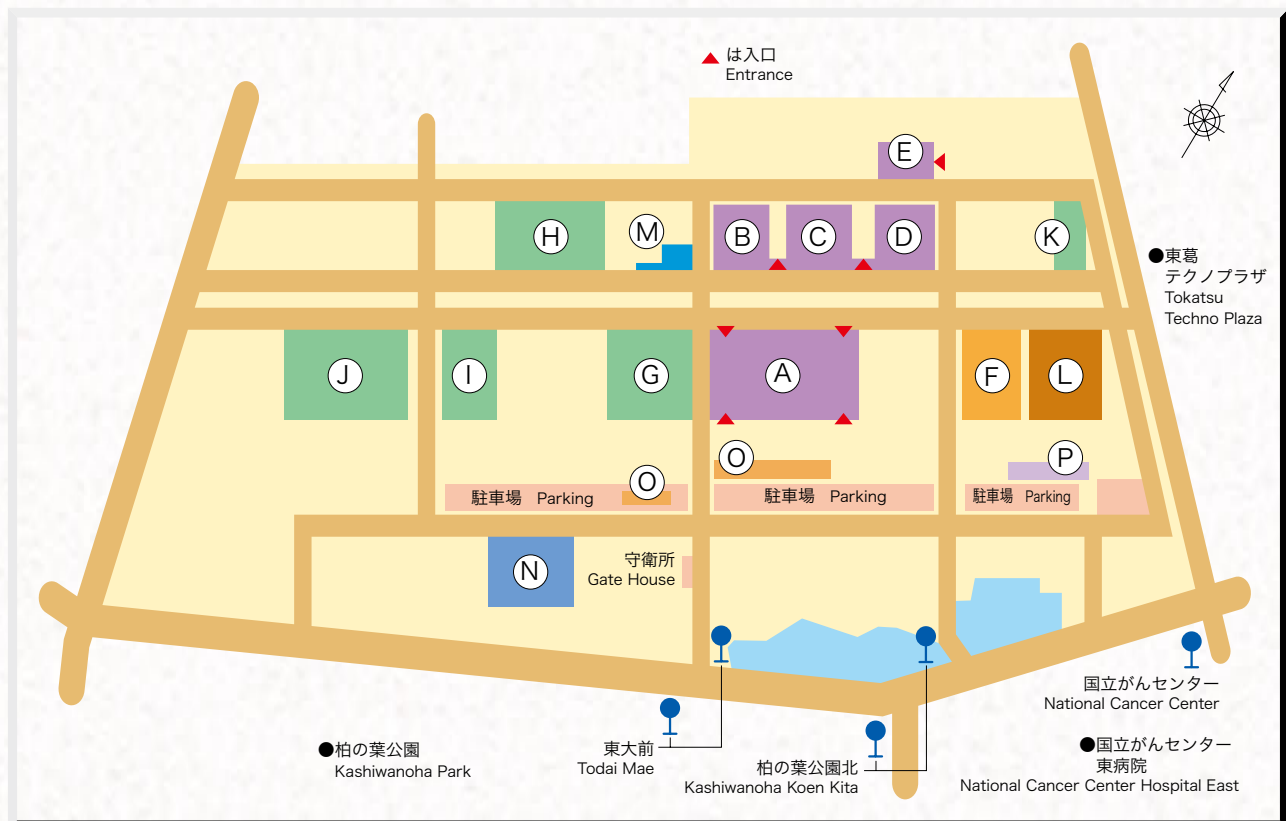 は入口
Entrance
E
H
M
B
C
D
K
●東葛
テクノプラザ
Tokatsu
Techno Plaza
J
I
G
A
F
L
O
O
P
駐車場 Parking
駐車場 Parking
駐車場 Parking
N
守衛所
Gate House
国立がんセンター
National Cancer Center
●柏の葉公園
Kashiwanoha Park
東大前
Todai Mae
柏の葉公園北
Kashiwanoha Koen Kita
●国立がんセンター
東病院
National Cancer Center Hospital East